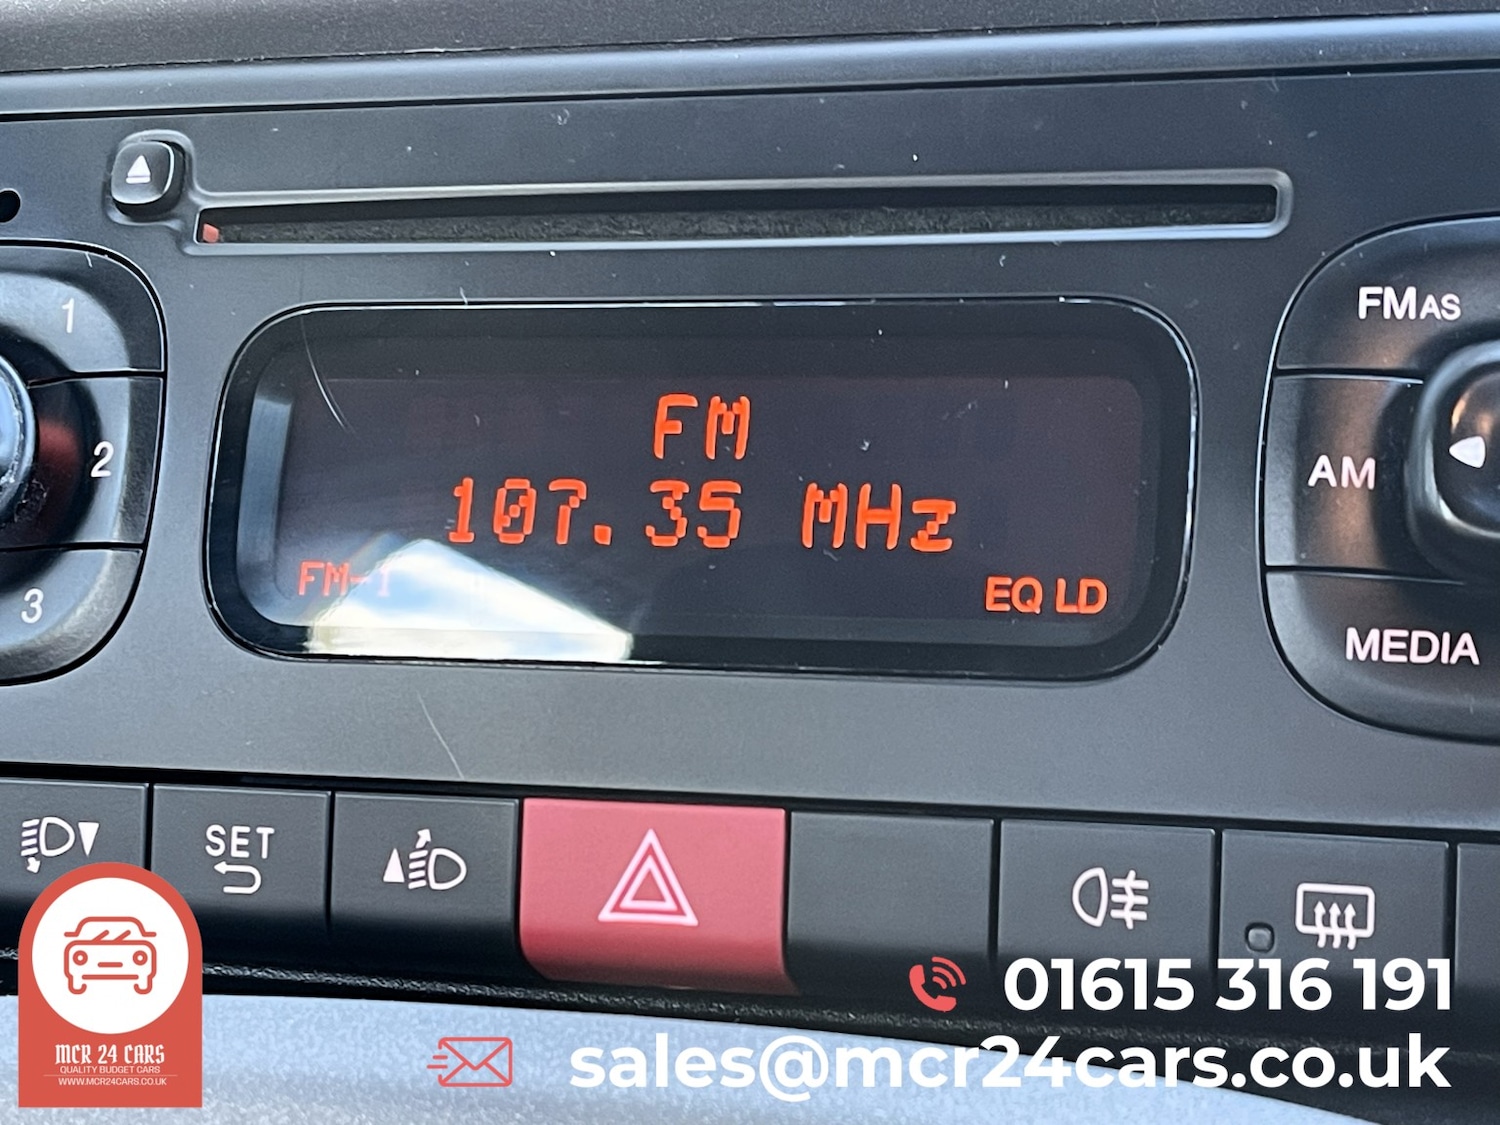 1
2
3
FMAS
AM
MEDIA
FM
107.35 MHz
FM-1
EQ LD
SET
MCR 24 CARS
QUALITY BUDGET CARS
WWW.MCR24CARS.CO.UK
01615 316 191
sales@mcr24cars.co.uk